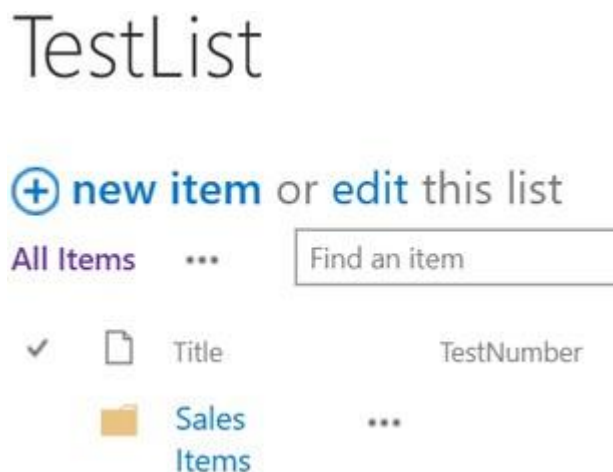 TestList
new item or edit this list
All Items ... Find an item
Title TestNumber
Sales ...
Items